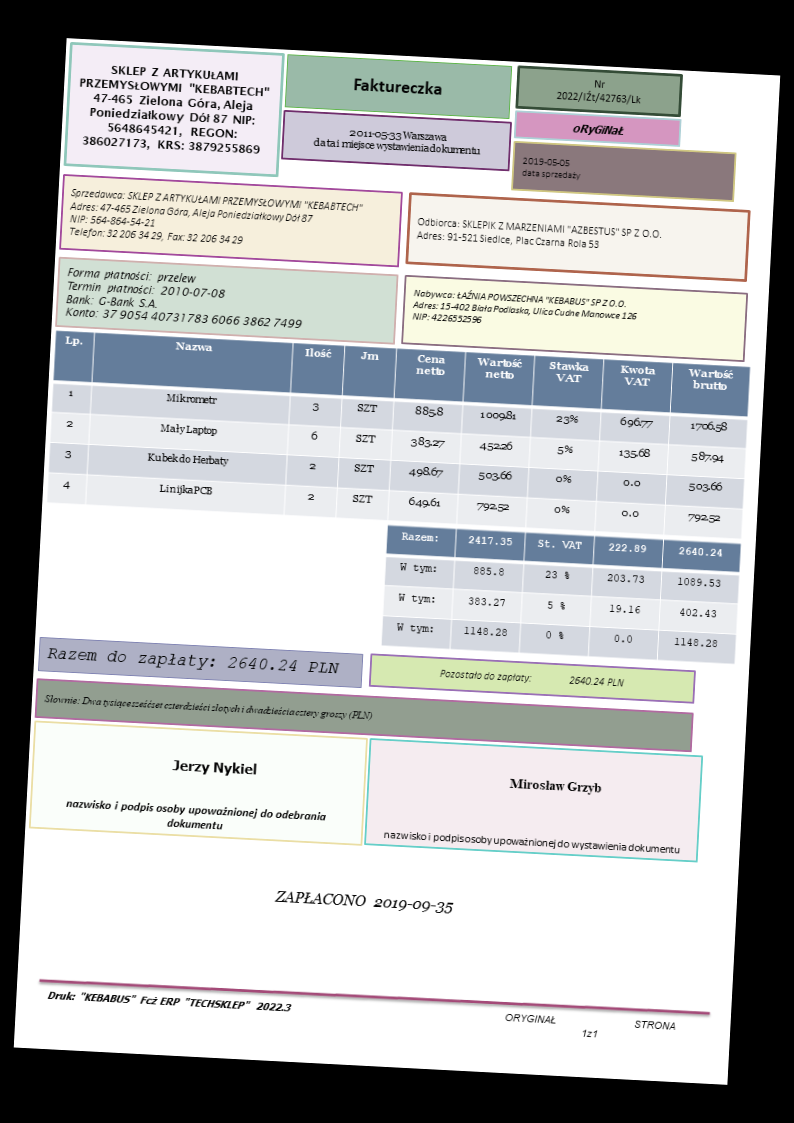 SKLEP Z ARTYKUŁAMI
PRZEMYSŁOWYMI "KEBABTECH"
47-465 Zielona Góra, Aleja
Poniedziałkowy Dół 87 NIP:
5648645421, REGON:
386027173, KRS: 3879255869
Faktureczka
2011-05-33 Warszawa
data i miejsce wystawienia dokumentu
Nr
2022/IŻt/42763/Lk
oRyGiNaŁ
2019-05-05
data sprzedaży
Sprzedawca: SKLEP Z ARTYKUŁAMI PRZEMYSŁOWYMI "KEBABTECH"
Adres: 47-465 Zielona Góra, Aleja Poniedziałkowy Dół 87
NIP: 564-864-54-21
Telefon: 32 206 34 29, Fax: 32 206 34 29
Odbiorca: SKLEPIK Z MARZENIAMI "AZBESTUS" SP Z O.O.
Adres: 91-521 Siedlce, Plac Czarna Rola 53
Forma płatności: przelew
Termin płatności: 2010-07-08
Bank: G-Bank S.A.
Konto: 37 9054 40731783 6066 3862 7499
Nabywca: ŁAŹNIA POWSZECHNA "KEBABUS" SP Z O.O.
Adres: 15-402 Biała Podlaska, Ulica Cudne Manowce 126
NIP: 4226552596
Lp. Nazwa Ilość Jm Cena netto Wartość netto Stawka VAT Kwota VAT Wartość brutto
1 Mikrometr 3 SZT 885.8 1009.81 23% 696.77 1706.58
2 Mały Laptop 6 SZT 383.27 452.26 5% 135.68 587.94
3 Kubek do Herbaty 2 SZT 498.67 503.66 0% 0.0 503.66
4 Linijka PCB 2 SZT 649.61 792.52 0% 0.0 792.52
Razem: 2417.35 St. VAT 222.89 2640.24
W tym: 885.8 23 % 203.73 1089.53
W tym: 383.27 5 % 19.16 402.43
W tym: 1148.28 0 % 0.0 1148.28
Razem do zapłaty: 2640.24 PLN
Pozostało do zapłaty: 2640.24 PLN
Słownie: Dwa tysiące sześćset czterdzieści złotych i dwadzieścia cztery groszy (PLN)
Jerzy Nykiel
nazwisko i podpis osoby upoważnionej do odebrania
dokumentu
Mirosław Grzyb
nazwisko i podpis osoby upoważnionej do wystawienia dokumentu
ZAPŁACONO 2019-09-35
Druk: "KEBABUS" Fcż ERP "TECHSKLEP" 2022.3
ORYGINAŁ STRONA
1 z 1